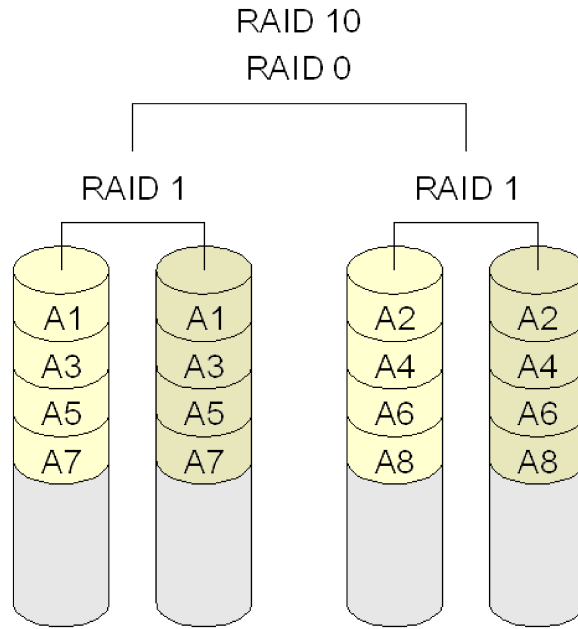 RAID 10
RAID 0
RAID 1 RAID 1
A1 A1 A2 A2
A3 A3 A4 A4
A5 A5 A6 A6
A7 A7 A8 A8